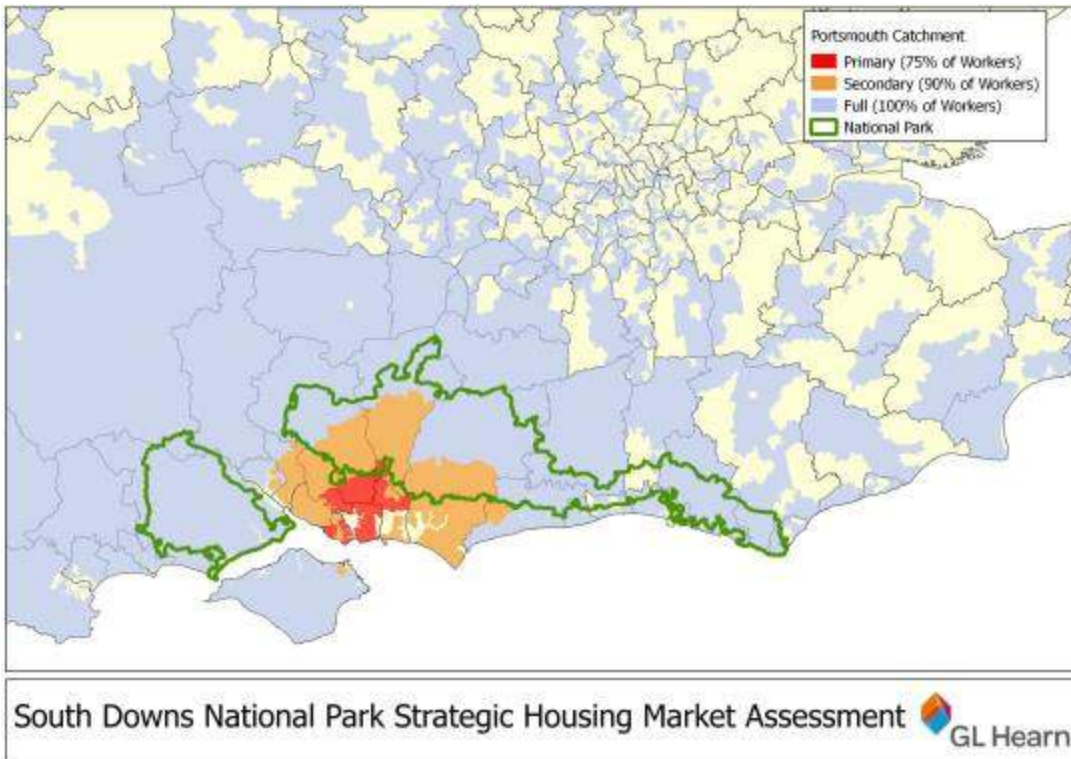 Portsmouth Catchment
Primary (75% of Workers)
Secondary (90% of Workers)
Full (100% of Workers)
National Park
South Downs National Park Strategic Housing Market Assessment
GL Hearn